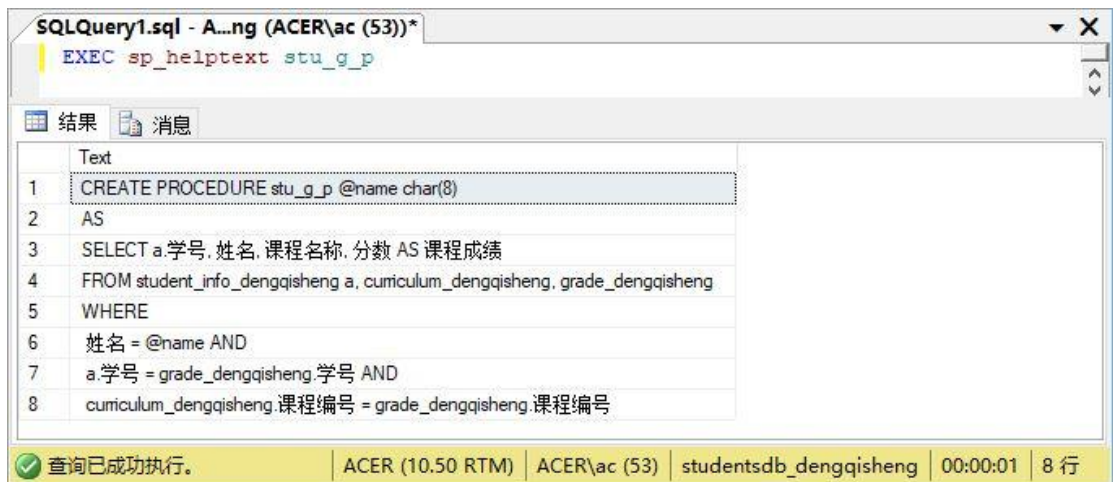 SQLQuery1.sql - A...ng (ACER\ac (53))*
EXEC sp_helptext stu_g_p
结果 消息
Text
1 CREATE PROCEDURE stu_g_p @name char(8)
2 AS
3 SELECT a.学号, 姓名, 课程名称, 分数 AS 课程成绩
4 FROM student_info_dengqisheng a, curriculum_dengqisheng, grade_dengqisheng
5 WHERE
6 姓名 = @name AND
7 a.学号 = grade_dengqisheng.学号 AND
8 curriculum_dengqisheng.课程编号 = grade_dengqisheng.课程编号
查询已成功执行。 ACER (10.50 RTM) ACER\ac (53) studentsdb_dengqisheng 00:00:01 8 行